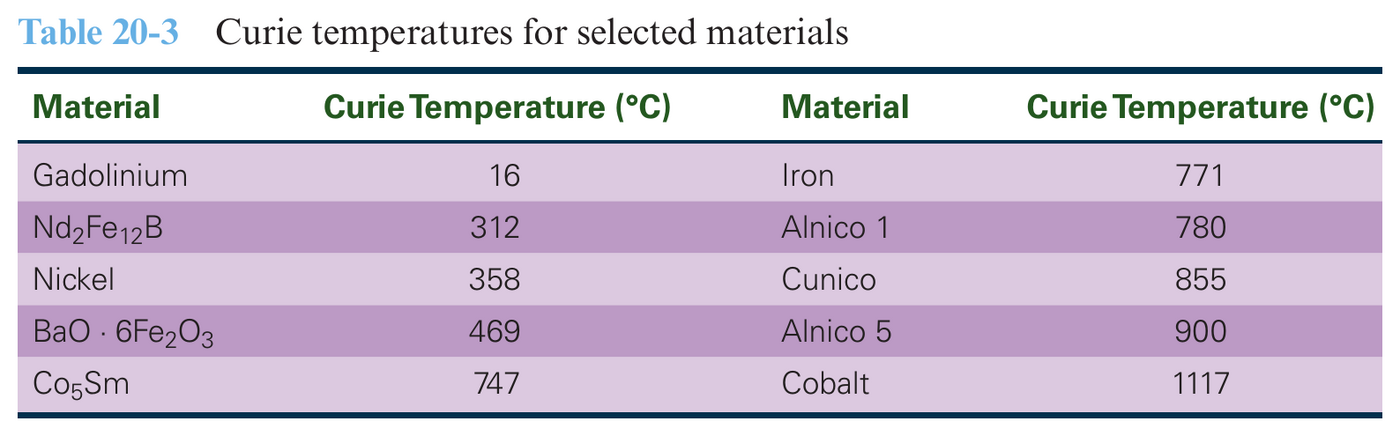 Table 20-3 Curie temperatures for selected materials
Material Curie Temperature (°C) Material Curie Temperature (°C)
Gadolinium 16 Iron 771
Nd₂Fe₁₂B 312 Alnico 1 780
Nickel 358 Cunico 855
BaO · 6Fe₂O₃ 469 Alnico 5 900
Co₅Sm 747 Cobalt 1117